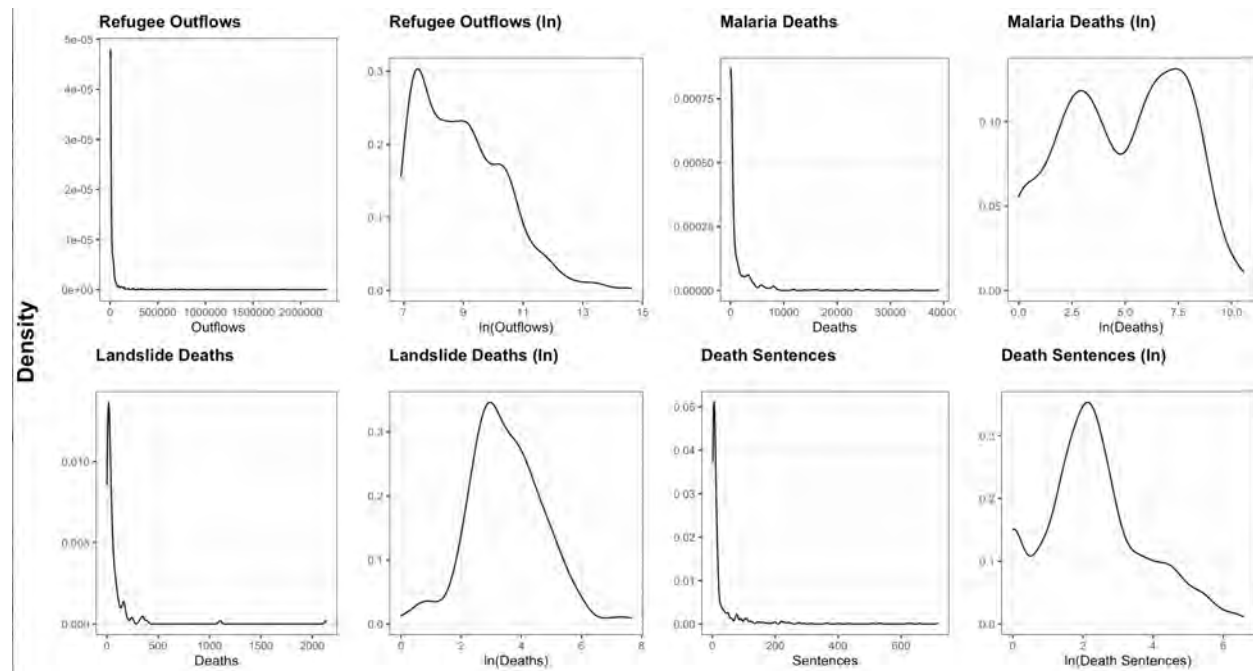 Refugee Outflows
Refugee Outflows (ln)
Malaria Deaths
Malaria Deaths (ln)
5e-05
4e-05
3e-05
2e-05
1e-05
0e+00
0 500000 1000000 1500000 2000000
Outflows
0.3
0.2
0.1
0.0
7 9 11 13 15
ln(Outflows)
0.00075
0.00050
0.00025
0.00000
0 10000 20000 30000 40000
Deaths
0.10
0.05
0.00
0.0 2.5 5.0 7.5 10.0
ln(Deaths)
Density
Landslide Deaths
Landslide Deaths (ln)
Death Sentences
Death Sentences (ln)
0.010
0.000
0 500 1000 1500 2000
Deaths
0.3
0.2
0.1
0.0
0 2 4 6 8
ln(Deaths)
0.05
0.04
0.03
0.02
0.01
0.00
0 200 400 600
Sentences
0.3
0.2
0.1
0.0
0 2 4 6
ln(Death Sentences)